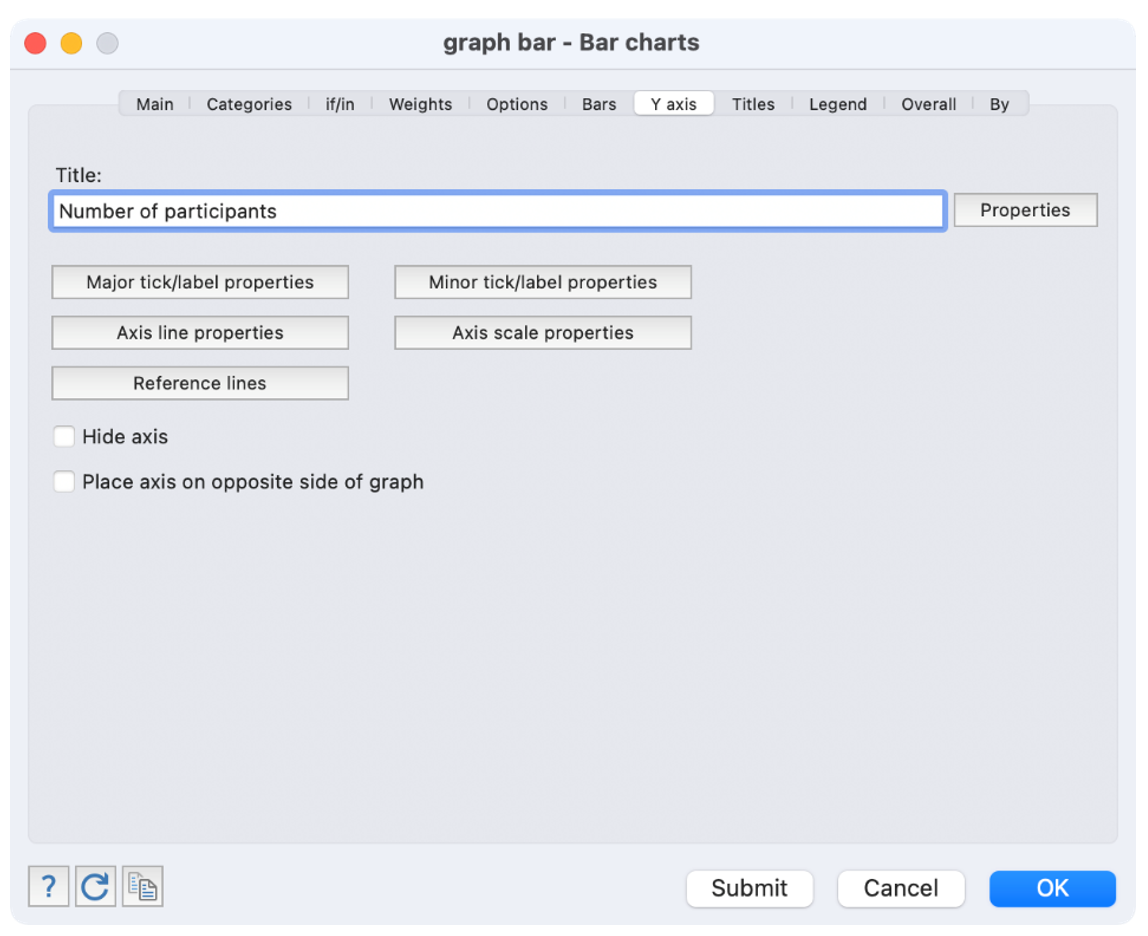 graph bar - Bar charts
Main Categories if/in Weights Options Bars Y axis Titles Legend Overall By
Title:
Number of participants Properties
Major tick/label properties Minor tick/label properties
Axis line properties Axis scale properties
Reference lines
Hide axis
Place axis on opposite side of graph
? Submit Cancel OK